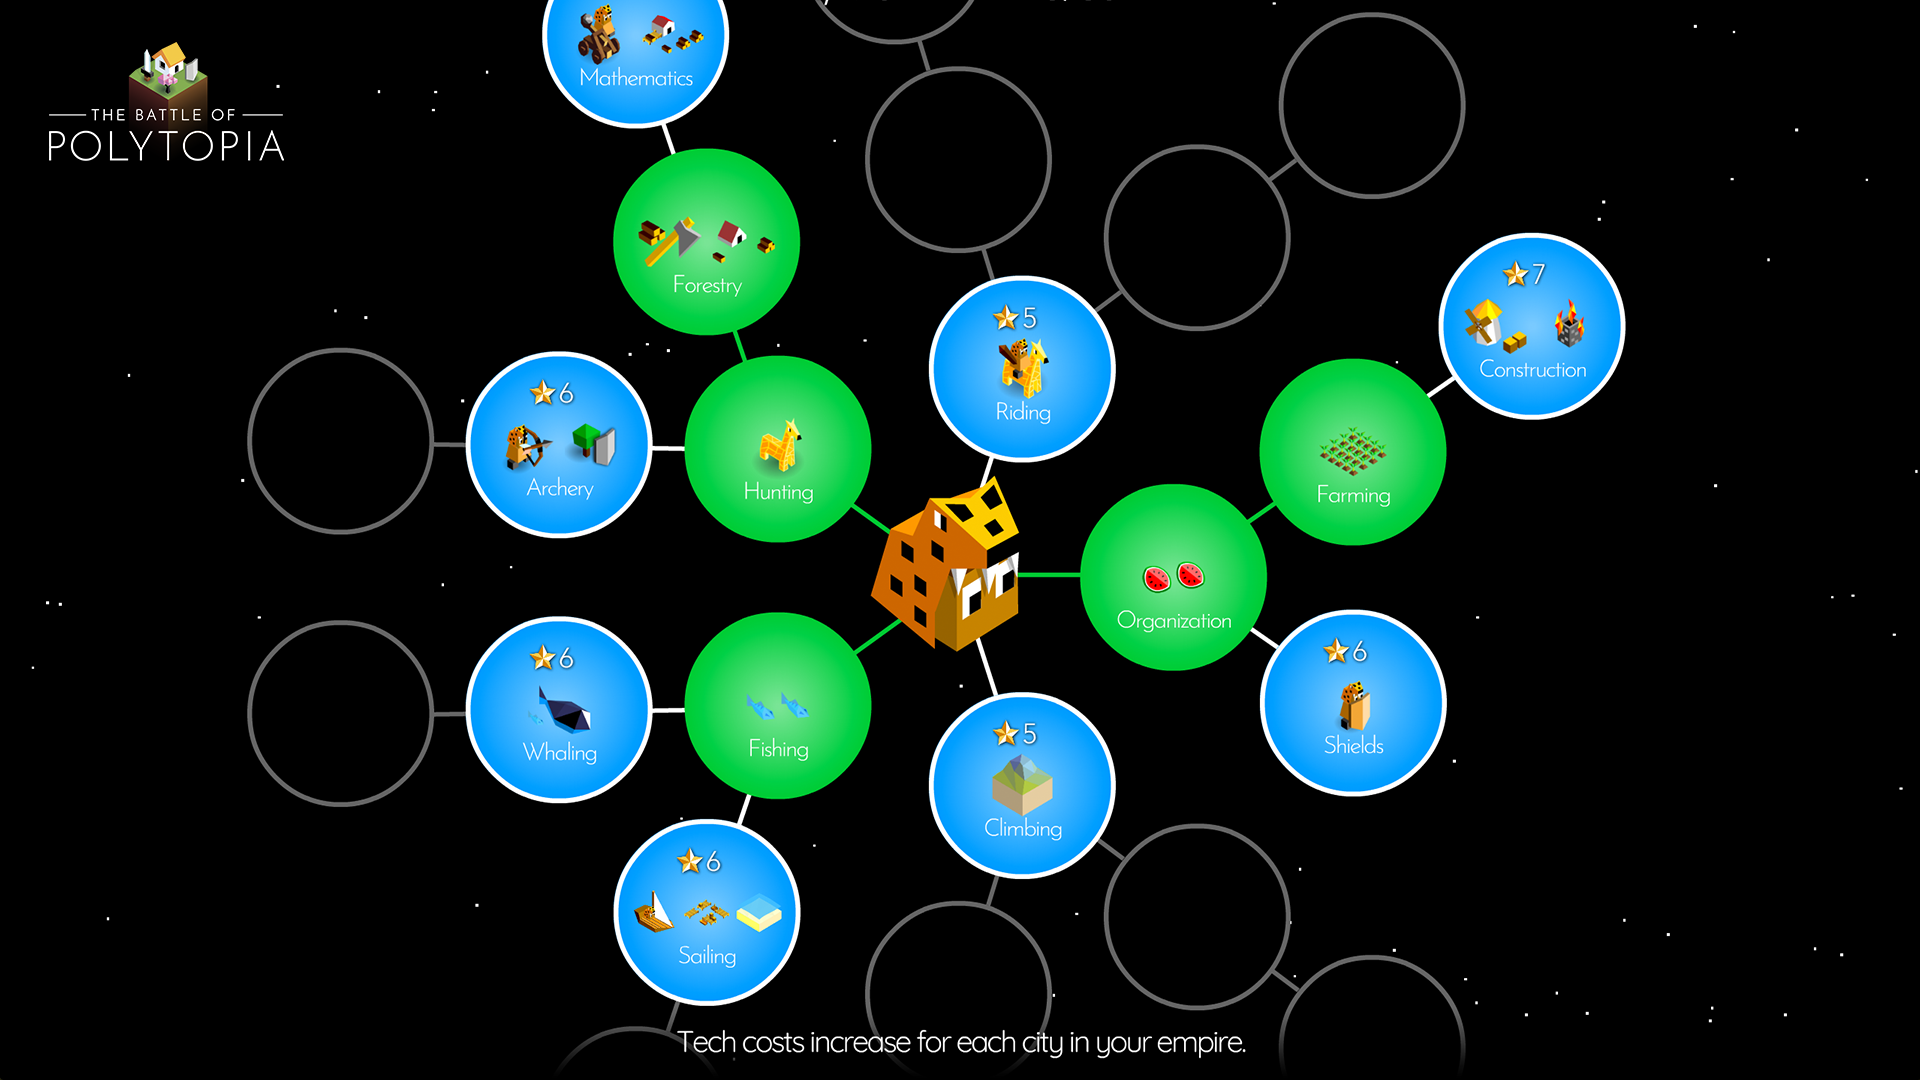 Mathematics
THE BATTLE OF
POLYTOPIA
Forestry
7
Construction
5
Riding
6
Archery
Hunting
Farming
Organization
6
Shields
6
Whaling
Fishing
5
Climbing
6
Sailing
Tech costs increase for each city in your empire.